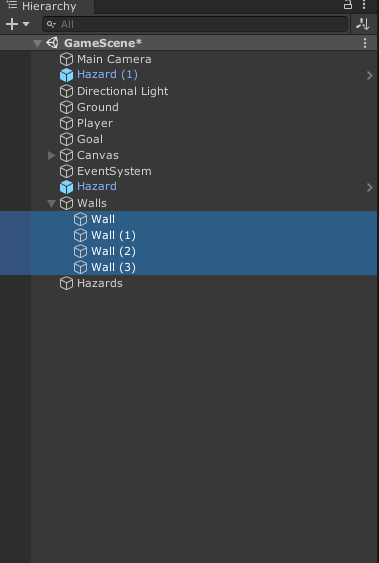 Hierarchy
All
GameScene*
Main Camera
Hazard (1)
Directional Light
Ground
Player
Goal
Canvas
EventSystem
Hazard
Walls
Wall
Wall (1)
Wall (2)
Wall (3)
Hazards